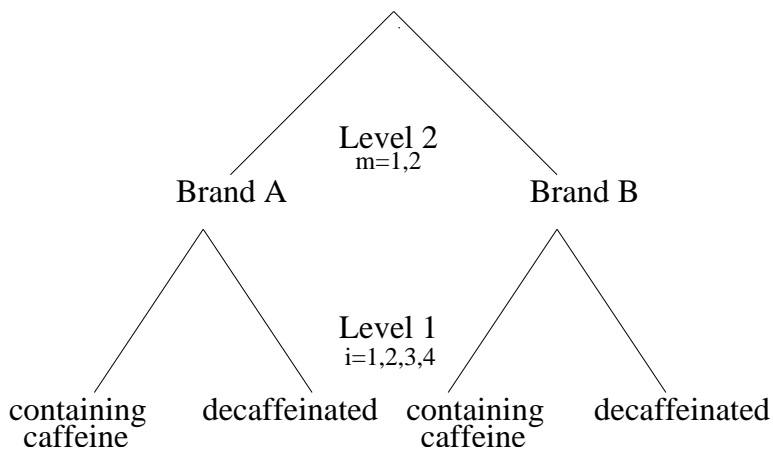 Level 2
m=1,2
Brand A
Brand B
Level 1
i=1,2,3,4
containing caffeine
decaffeinated
containing caffeine
decaffeinated